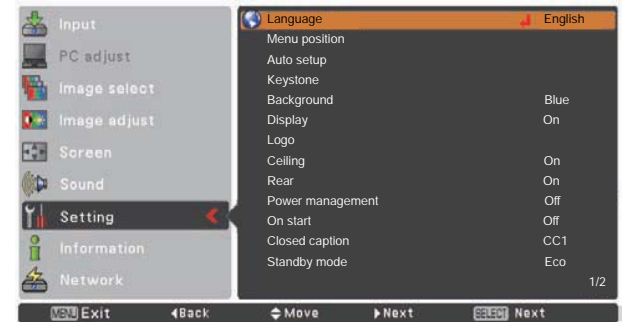 Input
PC adjust
Image select
Image adjust
Screen
Sound
Setting
Information
Network
Language English
Menu position
Auto setup
Keystone
Background Blue
Display On
Logo
Ceiling On
Rear On
Power management Off
On start Off
Closed caption CC1
Standby mode Eco
1/2
MENU Exit ◀Back Move ▶Next SELECT Next